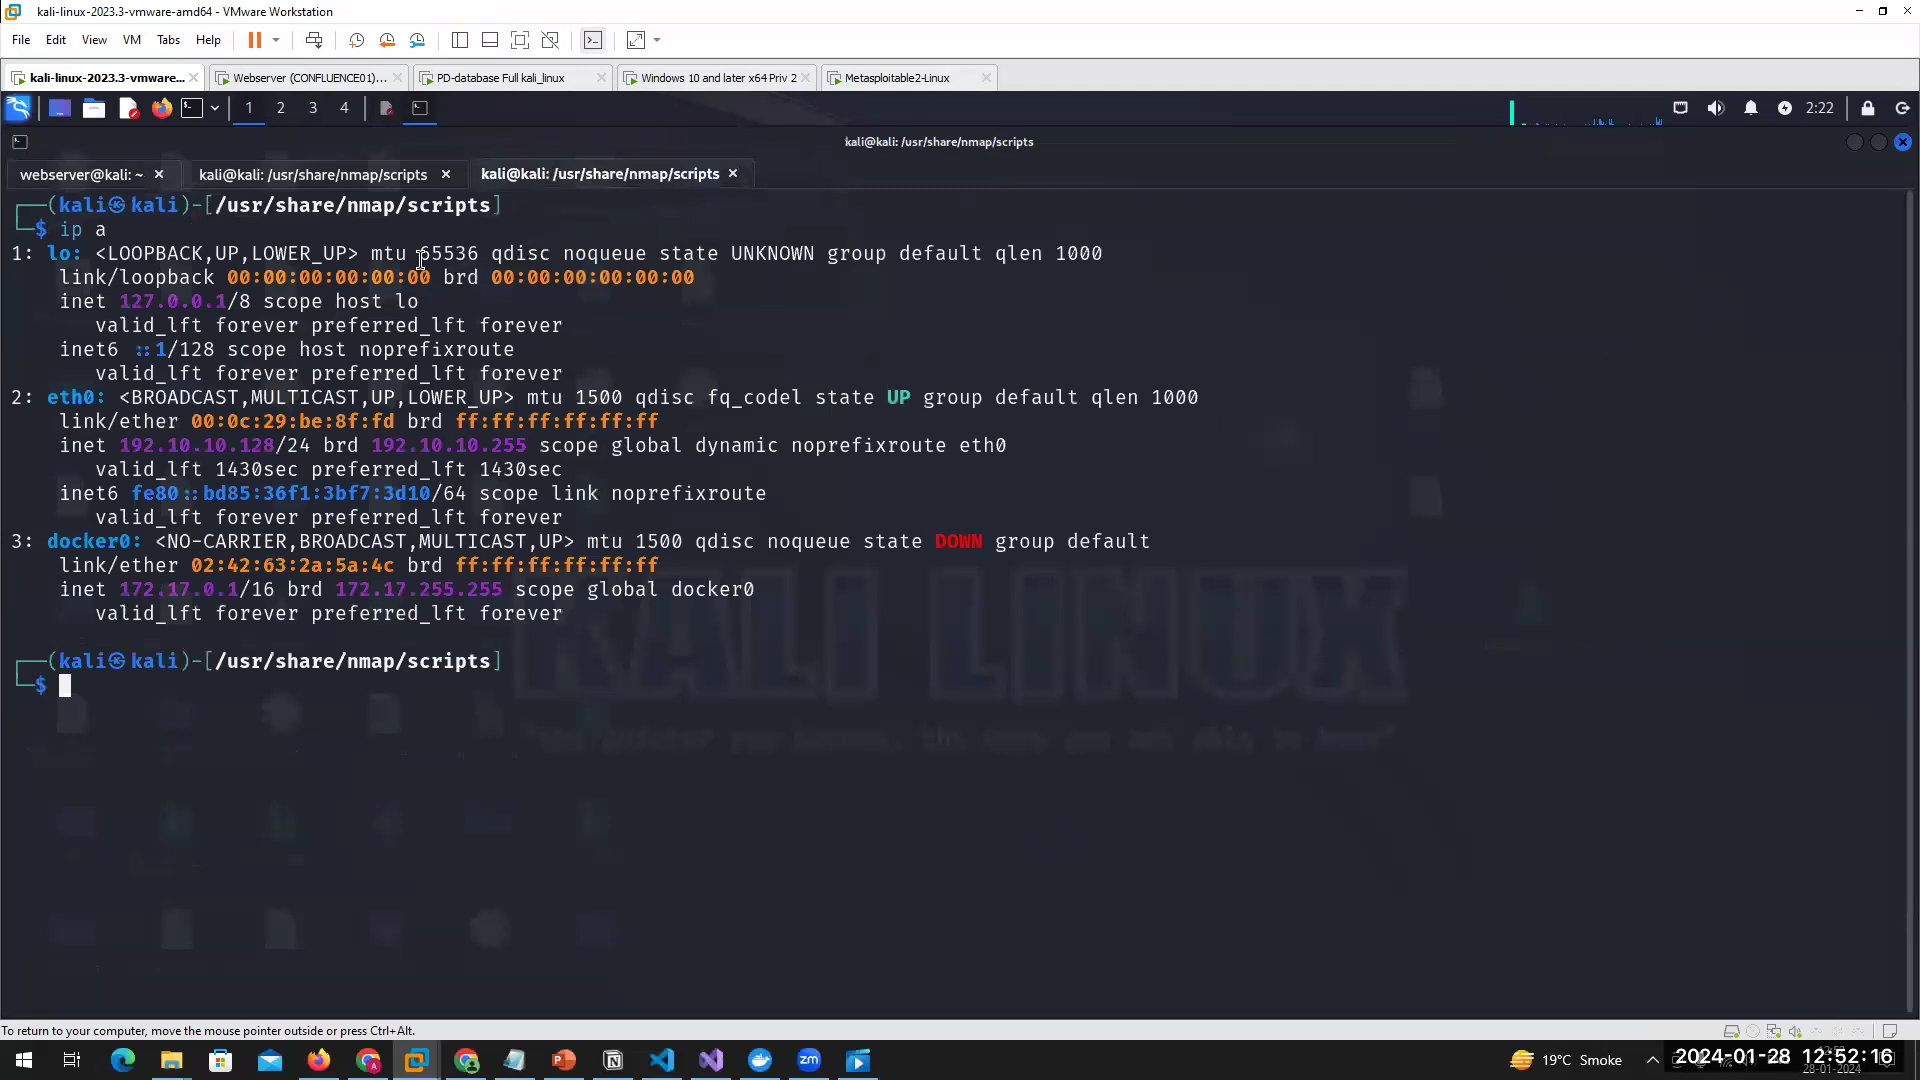 kali-linux-2023.3-vmware-amd64 - VMware Workstation
File Edit View VM Tabs Help
kali-linux-2023.3-vmware... Webserver (CONFLUENCE01)... PD-database Full kali_linux Windows 10 and later x64 Priv 2 Metasploitable2-Linux
1 2 3 4 2:22
kali@kali: /usr/share/nmap/scripts
webserver@kali: ~ kali@kali: /usr/share/nmap/scripts kali@kali: /usr/share/nmap/scripts
┌──(kali㉿kali)-[/usr/share/nmap/scripts]
└─$ ip a
1: lo: <LOOPBACK,UP,LOWER_UP> mtu 65536 qdisc noqueue state UNKNOWN group default qlen 1000
link/loopback 00:00:00:00:00:00 brd 00:00:00:00:00:00
inet 127.0.0.1/8 scope host lo
valid_lft forever preferred_lft forever
inet6 ::1/128 scope host noprefixroute
valid_lft forever preferred_lft forever
2: eth0: <BROADCAST,MULTICAST,UP,LOWER_UP> mtu 1500 qdisc fq_codel state UP group default qlen 1000
link/ether 00:0c:29:be:8f:fd brd ff:ff:ff:ff:ff:ff
inet 192.10.10.128/24 brd 192.10.10.255 scope global dynamic noprefixroute eth0
valid_lft 1430sec preferred_lft 1430sec
inet6 fe80::bd85:36f1:3bf7:3d10/64 scope link noprefixroute
valid_lft forever preferred_lft forever
3: docker0: <NO-CARRIER,BROADCAST,MULTICAST,UP> mtu 1500 qdisc noqueue state DOWN group default
link/ether 02:42:63:2a:5a:4c brd ff:ff:ff:ff:ff:ff
inet 172.17.0.1/16 brd 172.17.255.255 scope global docker0
valid_lft forever preferred_lft forever
┌──(kali㉿kali)-[/usr/share/nmap/scripts]
└─$
KALI LINUX
To return to your computer, move the mouse pointer outside or press Ctrl+Alt.
19°C Smoke 2024-01-28 12:52:16
28-01-2024